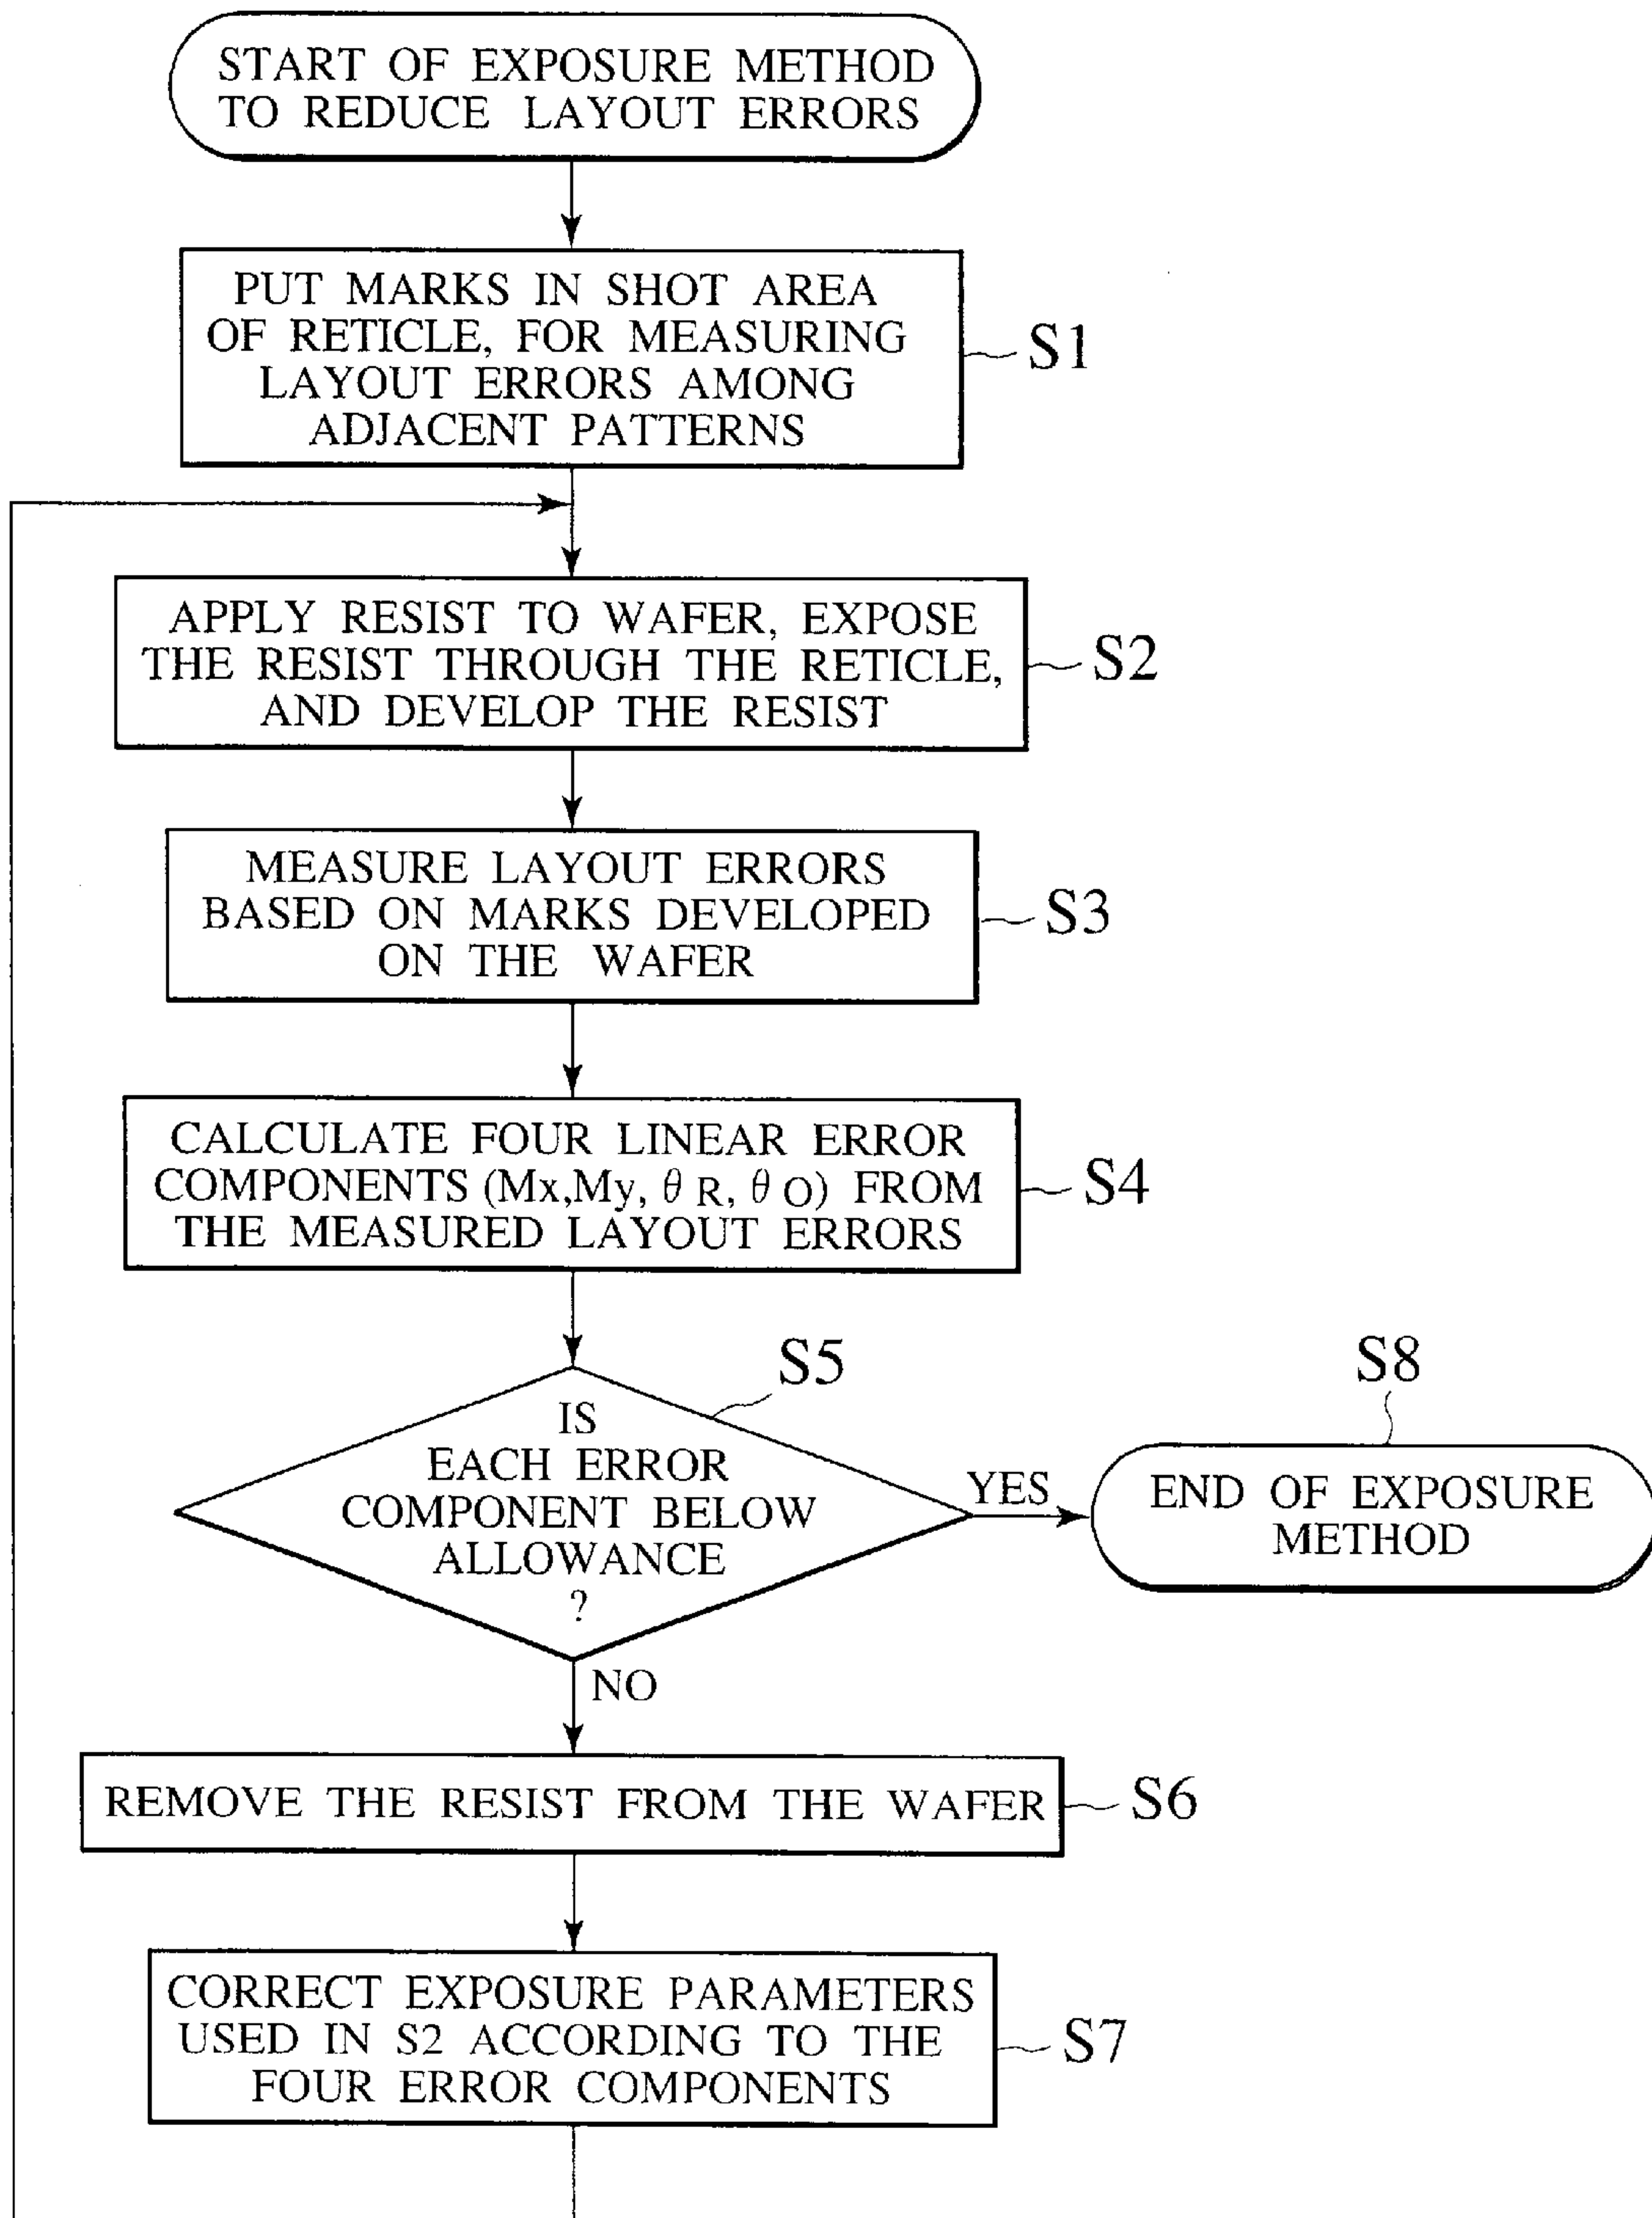 START OF EXPOSURE METHOD
TO REDUCE LAYOUT ERRORS
PUT MARKS IN SHOT AREA
OF RETICLE, FOR MEASURING
LAYOUT ERRORS AMONG
ADJACENT PATTERNS
S1
APPLY RESIST TO WAFER, EXPOSE
THE RESIST THROUGH THE RETICLE,
AND DEVELOP THE RESIST
S2
MEASURE LAYOUT ERRORS
BASED ON MARKS DEVELOPED
ON THE WAFER
S3
CALCULATE FOUR LINEAR ERROR
COMPONENTS (Mx,My, θ R, θ O) FROM
THE MEASURED LAYOUT ERRORS
S4
S5
IS
EACH ERROR
COMPONENT BELOW
ALLOWANCE
?
YES
S8
END OF EXPOSURE
METHOD
NO
REMOVE THE RESIST FROM THE WAFER
S6
CORRECT EXPOSURE PARAMETERS
USED IN S2 ACCORDING TO THE
FOUR ERROR COMPONENTS
S7